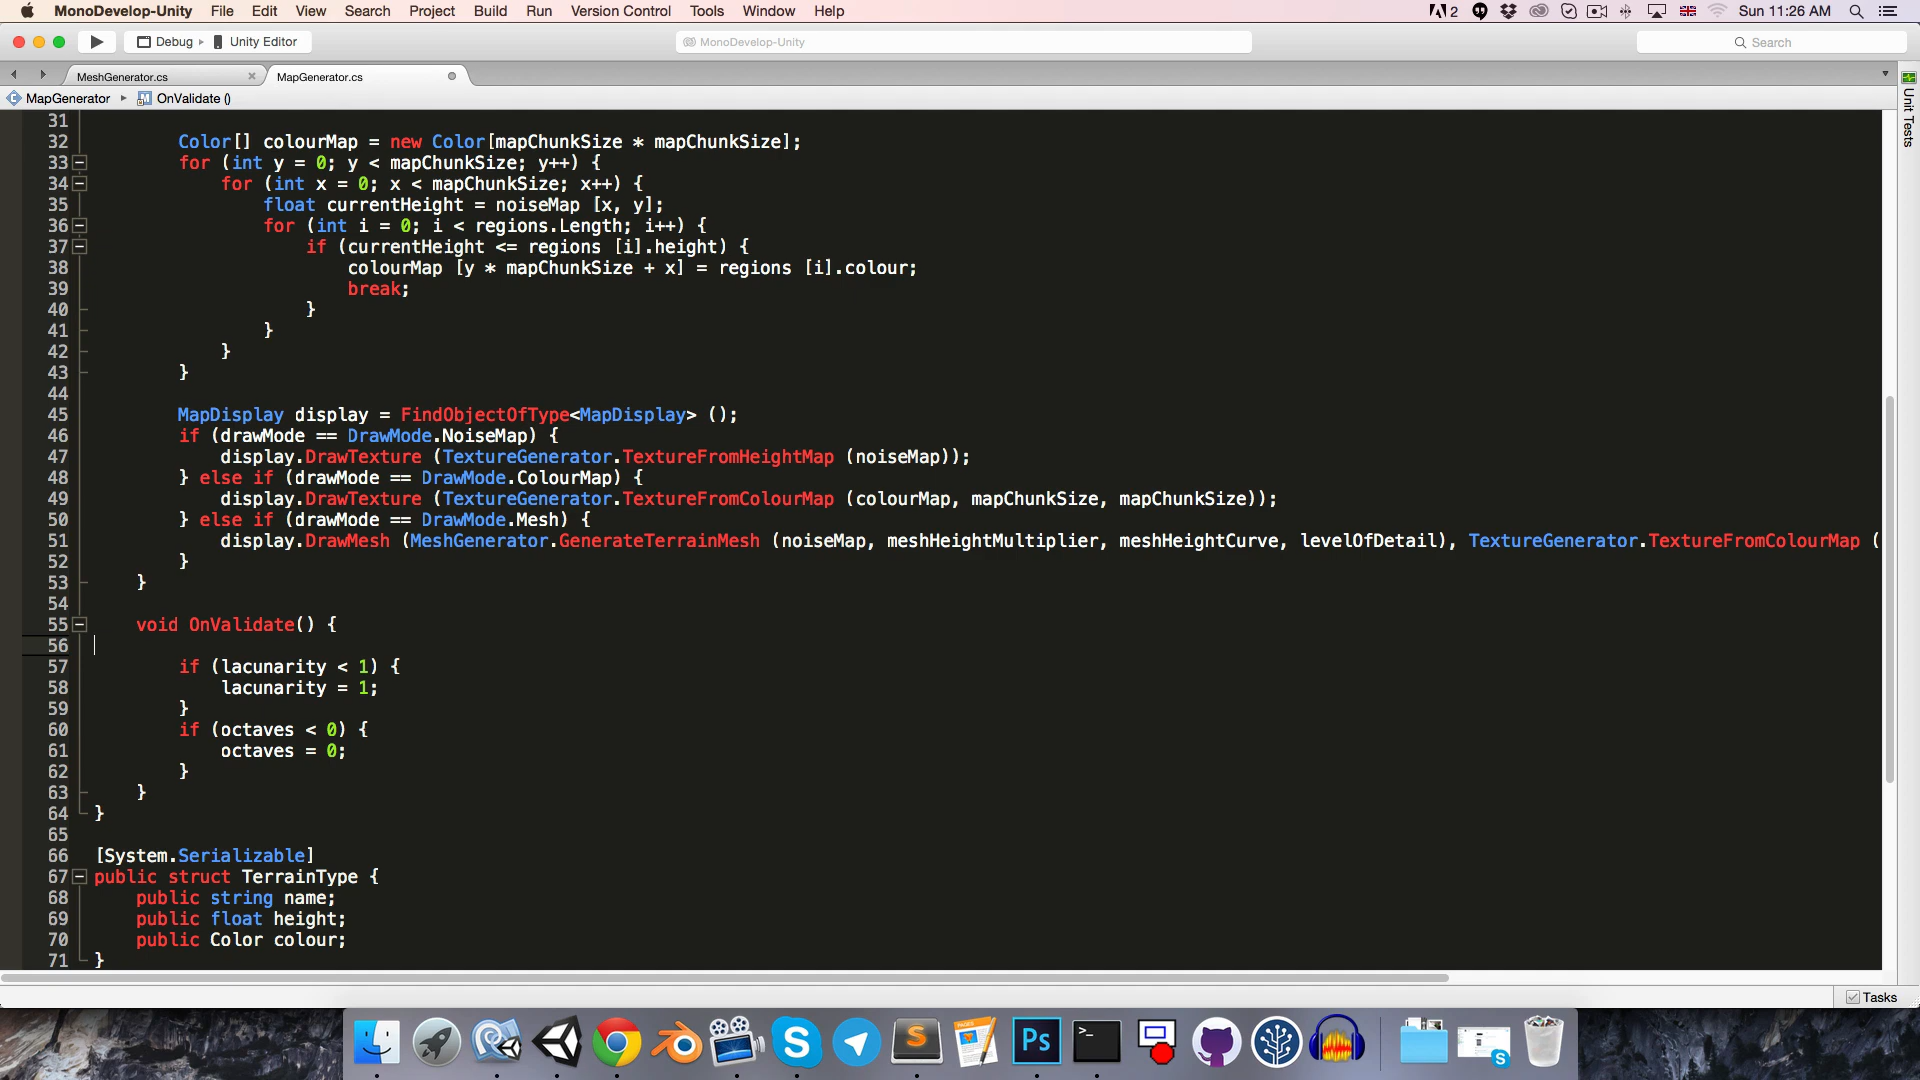 MonoDevelop-Unity File Edit View Search Project Build Run Version Control Tools Window Help 2 Sun 11:26 AM
Debug Unity Editor MonoDevelop-Unity Search
MeshGenerator.cs MapGenerator.cs
MapGenerator OnValidate ()
Unit Tests
31
32 Color[] colourMap = new Color[mapChunkSize * mapChunkSize];
33 for (int y = 0; y < mapChunkSize; y++) {
34 for (int x = 0; x < mapChunkSize; x++) {
35 float currentHeight = noiseMap [x, y];
36 for (int i = 0; i < regions.Length; i++) {
37 if (currentHeight <= regions [i].height) {
38 colourMap [y * mapChunkSize + x] = regions [i].colour;
39 break;
40 }
41 }
42 }
43 }
44
45 MapDisplay display = FindObjectOfType<MapDisplay> ();
46 if (drawMode == DrawMode.NoiseMap) {
47 display.DrawTexture (TextureGenerator.TextureFromHeightMap (noiseMap));
48 } else if (drawMode == DrawMode.ColourMap) {
49 display.DrawTexture (TextureGenerator.TextureFromColourMap (colourMap, mapChunkSize, mapChunkSize));
50 } else if (drawMode == DrawMode.Mesh) {
51 display.DrawMesh (MeshGenerator.GenerateTerrainMesh (noiseMap, meshHeightMultiplier, meshHeightCurve, levelOfDetail), TextureGenerator.TextureFromColourMap (
52 }
53 }
54
55 void OnValidate() {
56
57 if (lacunarity < 1) {
58 lacunarity = 1;
59 }
60 if (octaves < 0) {
61 octaves = 0;
62 }
63 }
64 }
65
66 [System.Serializable]
67 public struct TerrainType {
68 public string name;
69 public float height;
70 public Color colour;
71 }
Tasks
PAGES
Ps